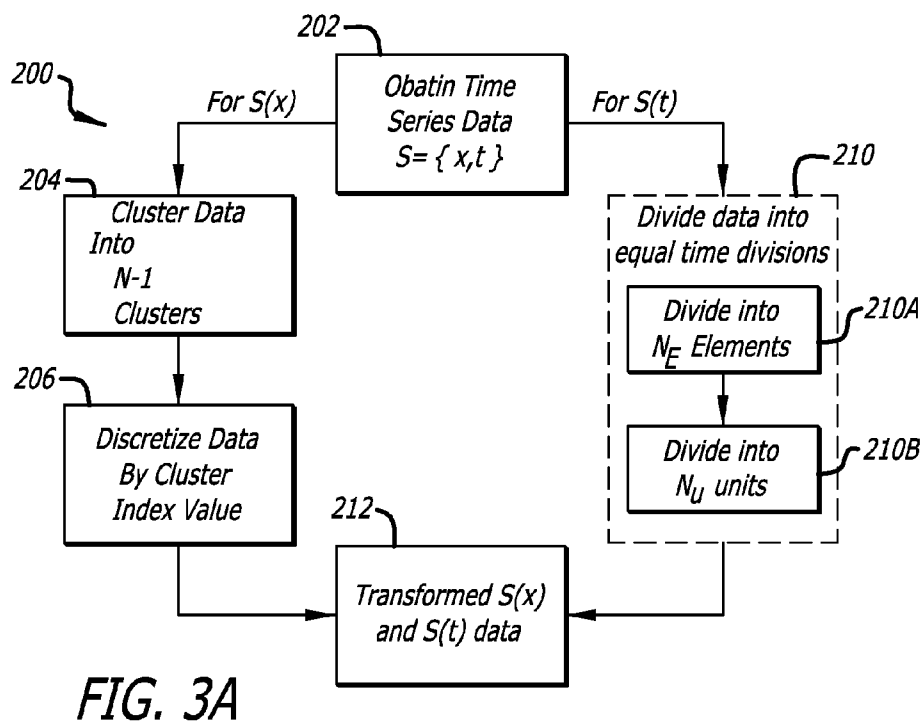 202
200
Obatin Time
Series Data
S= { x,t }
For S(x)
For S(t)
204
Cluster Data
Into
N-1
Clusters
210
Divide data into
equal time divisions
210A
Divide into
N_E Elements
206
Discretize Data
By Cluster
Index Value
210B
Divide into
N_u units
212
Transformed S(x)
and S(t) data
FIG. 3A